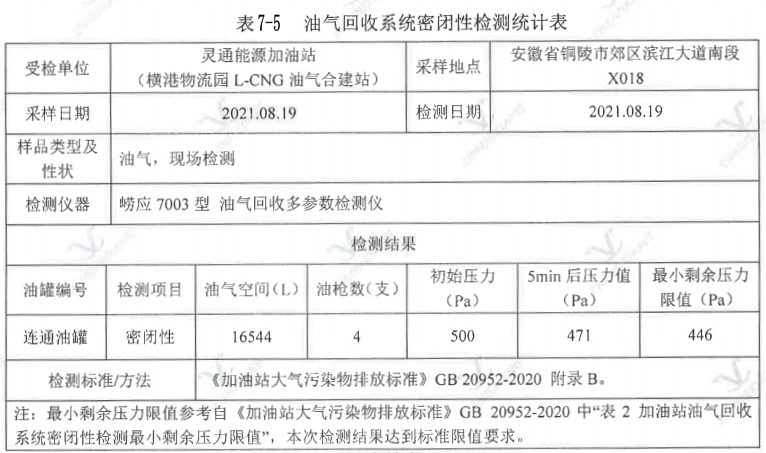 表7-5 油气回收系统密闭性检测统计表
受检单位
灵通能源加油站
（横港物流园 L-CNG 油气合建站）
采样地点
安徽省铜陵市郊区滨江大道南段
X018
采样日期
2021.08.19
检测日期
2021.08.19
样品类型及
性状
油气，现场检测
检测仪器
崂应 7003 型 油气回收多参数检测仪
检测结果
油罐编号
检测项目
油气空间（L）
油枪数（支）
初始压力
（Pa）
5min 后压力值
（Pa）
最小剩余压力
限值（Pa）
连通油罐
密闭性
16544
4
500
471
446
检测标准/方法
《加油站大气污染物排放标准》GB 20952-2020 附录 B。
注：最小剩余压力限值参考自《加油站大气污染物排放标准》GB 20952-2020 中“表 2 加油站油气回收
系统密闭性检测最小剩余压力限值”，本次检测结果达到标准限值要求。